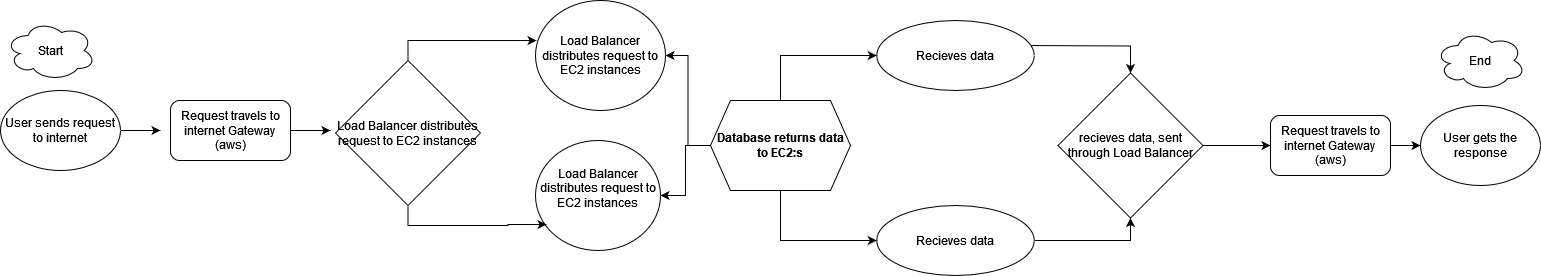 Start
User sends request
to internet
Request travels to
internet Gateway
(aws)
Load Balancer distributes
request to EC2 instances
Load Balancer
distributes request to
EC2 instances
Load Balancer
distributes request to
EC2 instances
Database returns data
to EC2:s
Recieves data
Recieves data
recieves data, sent
through Load Balancer
Request travels to
internet Gateway
(aws)
End
User gets the
response